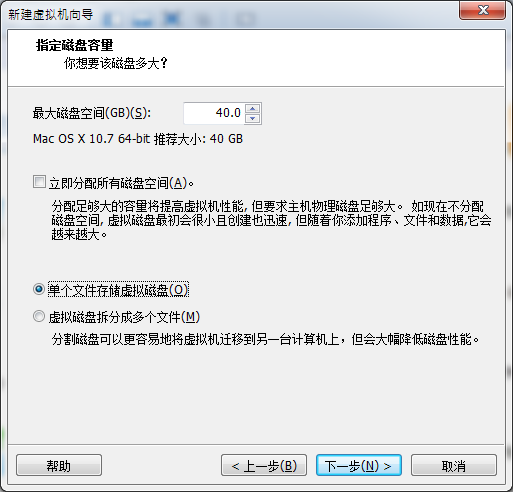 新建虚拟机向导
指定磁盘容量
你想要该磁盘多大?
最大磁盘空间(GB)(S): 40.0
Mac OS X 10.7 64-bit 推荐大小: 40 GB
立即分配所有磁盘空间(A)。
分配足够大的容量将提高虚拟机性能, 但要求主机物理磁盘足够大。 如现在不分配
磁盘空间, 虚拟磁盘最初会很小且创建也迅速, 但随着你添加程序、文件和数据,它会
越来越大。
单个文件存储虚拟磁盘(O)
虚拟磁盘拆分成多个文件(M)
分割磁盘可以更容易地将虚拟机迁移到另一台计算机上，但会大幅降低磁盘性能。
帮助 < 上一步(B) 下一步(N) > 取消